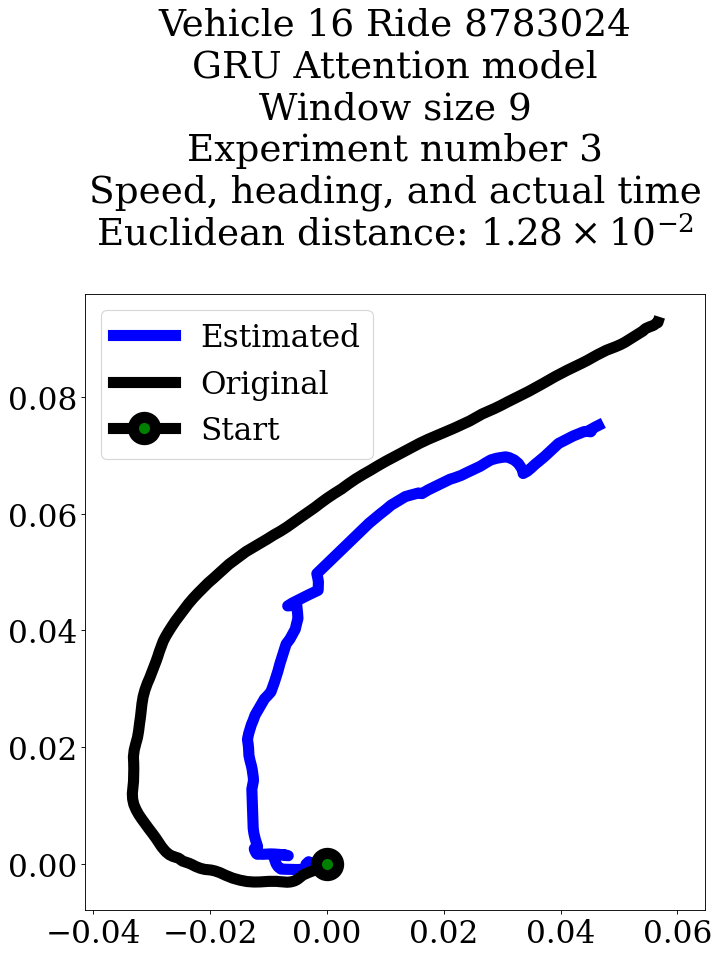 Vehicle 16 Ride 8783024
GRU Attention model
Window size 9
Experiment number 3
Speed, heading, and actual time
Euclidean distance: 1.28 × 10⁻²
Estimated
Original
Start
0.08
0.06
0.04
0.02
0.00
−0.04 −0.02 0.00 0.02 0.04 0.06